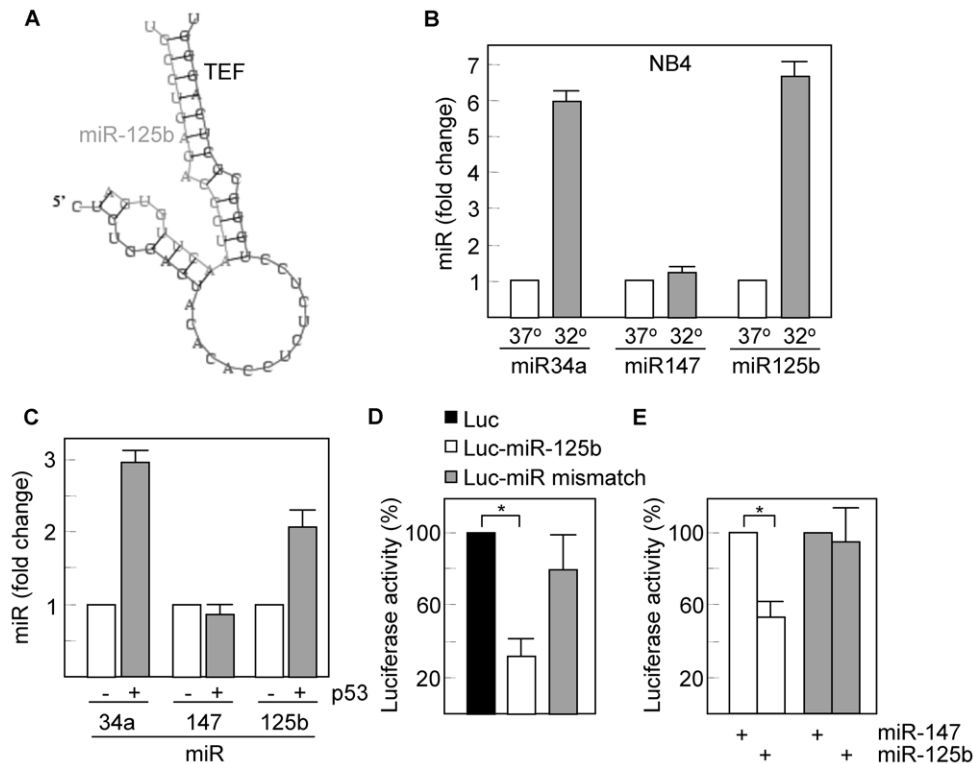 A
TEF
miR-125b
5'
B
NB4
miR (fold change)
7
6
5
4
3
2
1
37° 32° 37° 32° 37° 32°
miR34a miR147 miR125b
C
miR (fold change)
3
2
1
- + - + - + p53
34a 147 125b
miR
D
Luc
Luc-miR-125b
Luc-miR mismatch
Luciferase activity (%)
100
60
20
*
E
Luciferase activity (%)
100
60
20
*
+ + miR-147
+ + miR-125b